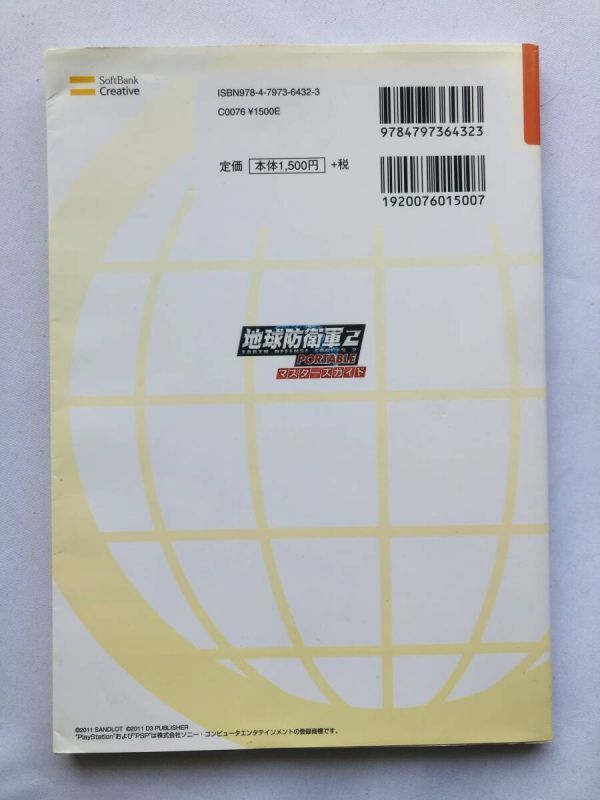 SoftBank
Creative
ISBN978-4-7973-6432-3
C0076 ¥1500E
定価 本体1,500円 +税
9784797364323
1920076015007
地球防衛軍2
EARTH DEFENSE FORCES 2
PORTABLE
マスターズガイド
©2011 SANDLOT ©2011 D3 PUBLISHER
"PlayStation"および"PSP"は株式会社ソニー・コンピュータエンタテインメントの登録商標です。